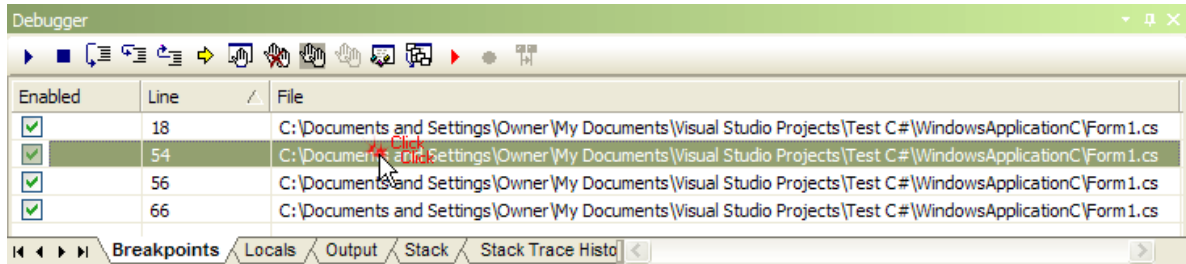 Debugger
Enabled Line File
18 C:\Documents and Settings\Owner\My Documents\Visual Studio Projects\Test C#\WindowsApplicationC\Form1.cs
Click
54 C:\Documents and Settings\Owner\My Documents\Visual Studio Projects\Test C#\WindowsApplicationC\Form1.cs
Click
56 C:\Documents and Settings\Owner\My Documents\Visual Studio Projects\Test C#\WindowsApplicationC\Form1.cs
66 C:\Documents and Settings\Owner\My Documents\Visual Studio Projects\Test C#\WindowsApplicationC\Form1.cs
Breakpoints Locals Output Stack Stack Trace Histo